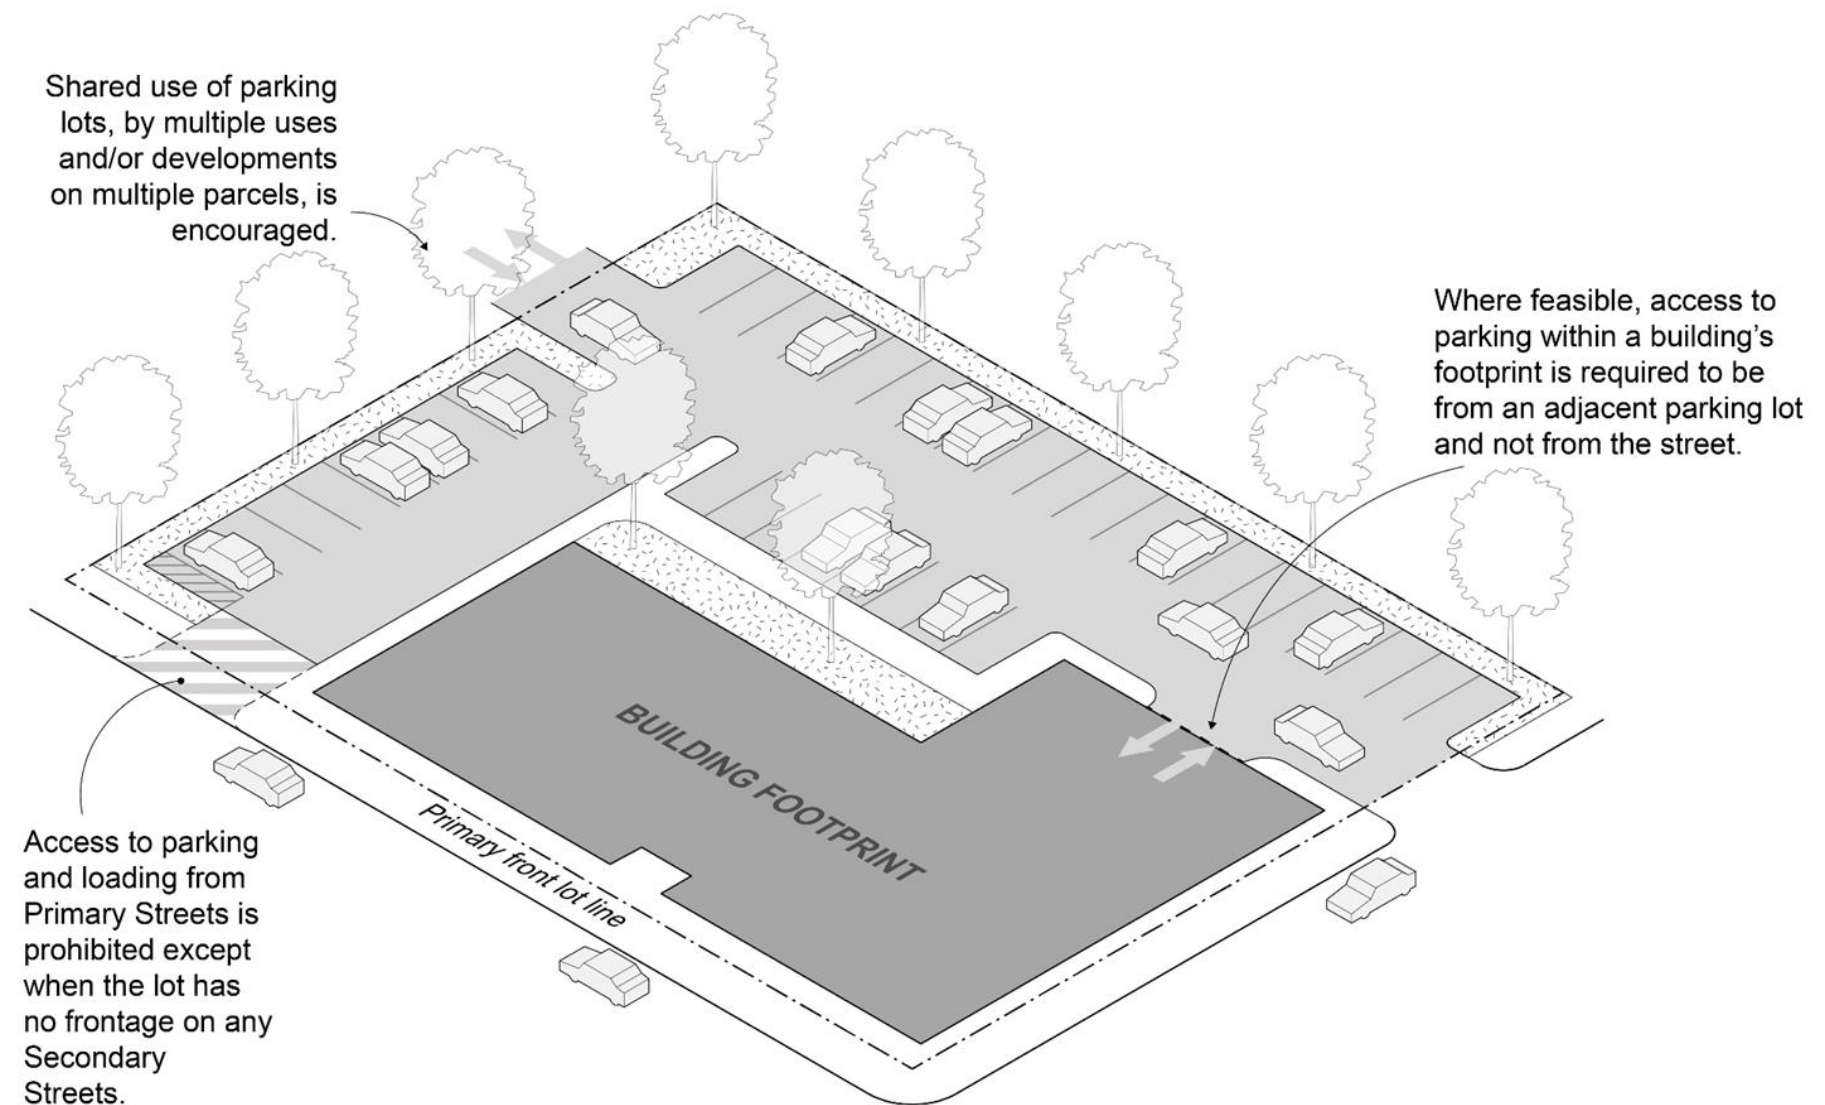 Shared use of parking
lots, by multiple uses
and/or developments
on multiple parcels, is
encouraged.
Where feasible, access to
parking within a building’s
footprint is required to be
from an adjacent parking lot
and not from the street.
BUILDING FOOTPRINT
Primary front lot line
Access to parking
and loading from
Primary Streets is
prohibited except
when the lot has
no frontage on any
Secondary
Streets.